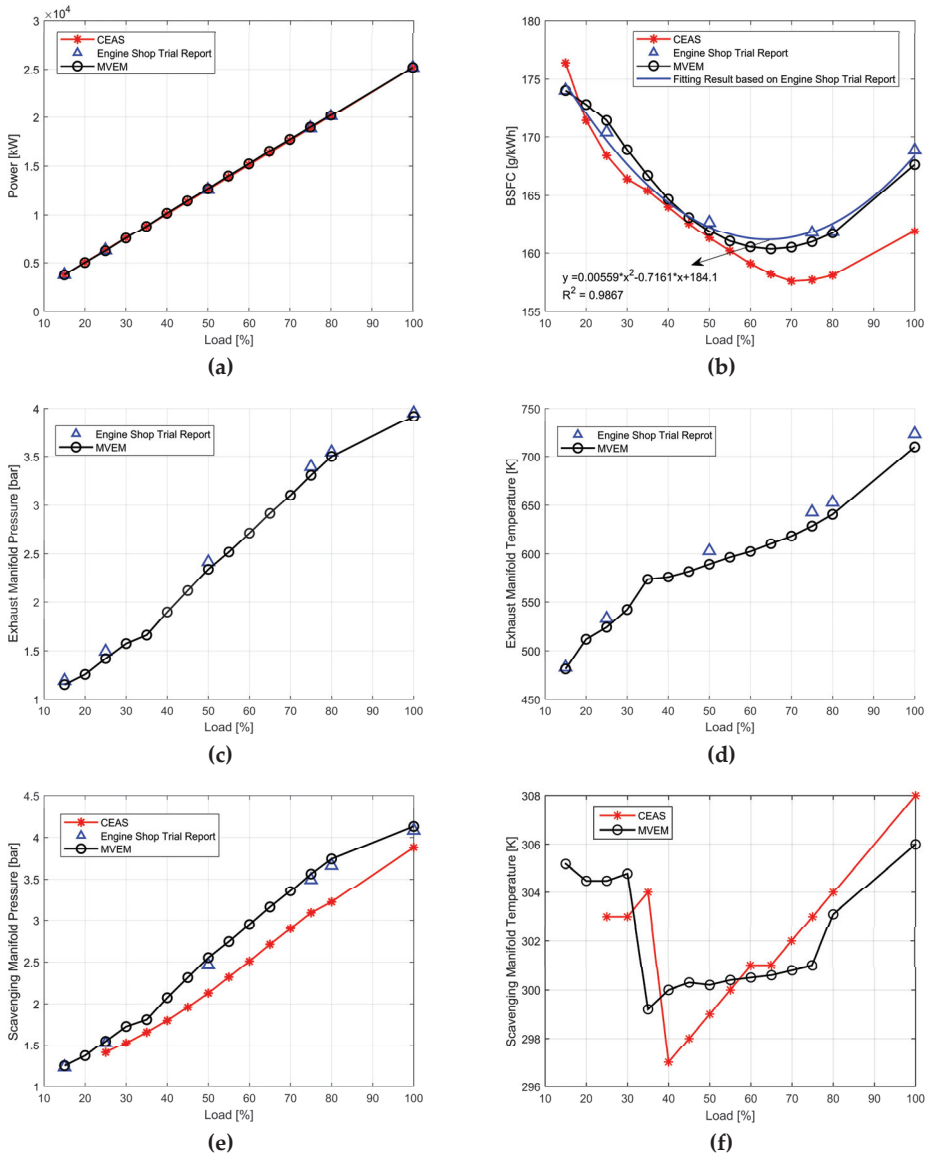 ×10⁴
3
2.5
2
1.5
1
0.5
0
Power [kW]
CEAS
Engine Shop Trial Report
MVEM
10 20 30 40 50 60 70 80 90 100
Load [%]
(a)
180
175
170
165
160
155
BSFC [g/kWh]
CEAS
Engine Shop Trial Report
MVEM
Fitting Result based on Engine Shop Trial Report
y =0.00559*x²-0.7161*x+184.1
R² = 0.9867
10 20 30 40 50 60 70 80 90 100
Load [%]
(b)
4
3.5
3
2.5
2
1.5
1
Exhaust Manifold Pressure [bar]
Engine Shop Trial Report
MVEM
10 20 30 40 50 60 70 80 90 100
Load [%]
(c)
750
700
650
600
550
500
450
Exhaust Manifold Temperature [K]
Engine Shop Trial Reprot
MVEM
10 20 30 40 50 60 70 80 90 100
Load [%]
(d)
4.5
4
3.5
3
2.5
2
1.5
1
Scavenging Manifold Pressure [bar]
CEAS
Engine Shop Trial Report
MVEM
10 20 30 40 50 60 70 80 90 100
Load [%]
(e)
308
306
304
302
300
298
296
Scavenging Manifold Temperature [K]
CEAS
MVEM
10 20 30 40 50 60 70 80 90 100
Load [%]
(f)